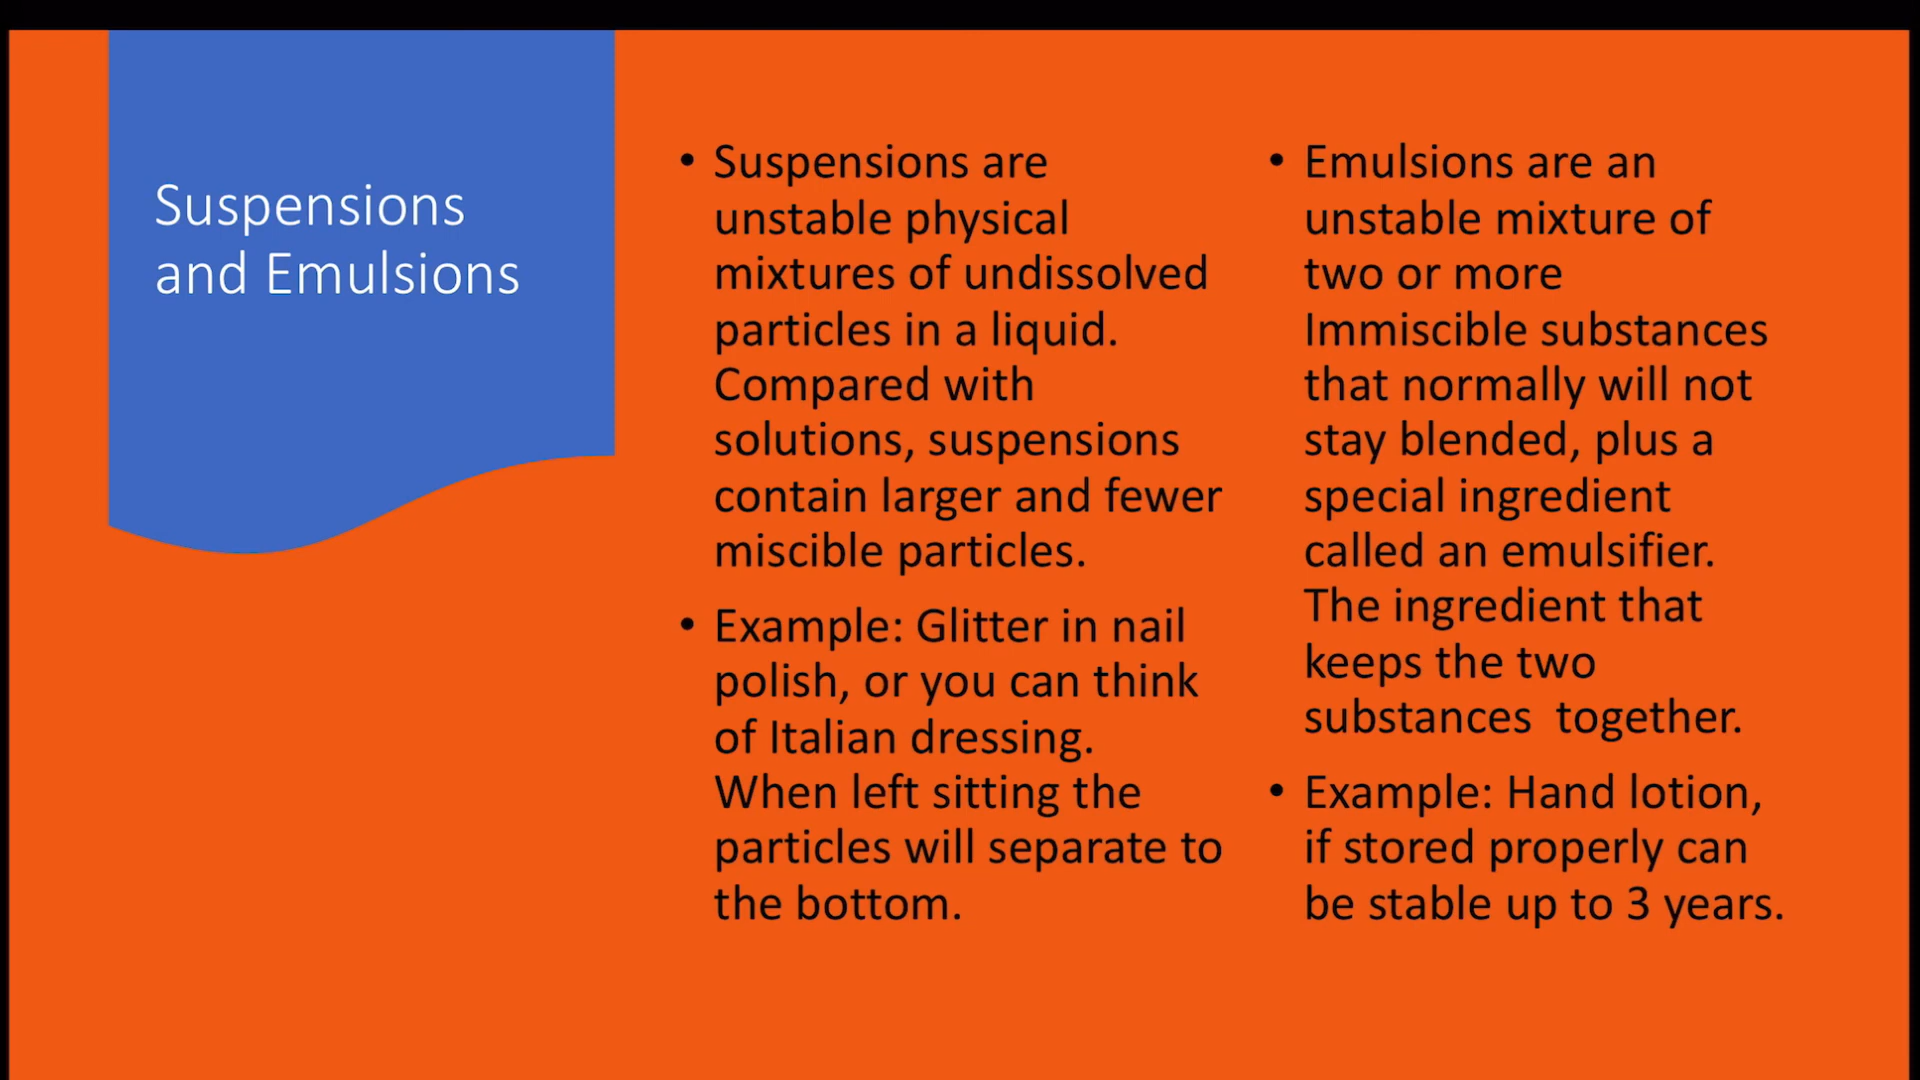 Suspensions
and Emulsions
• Suspensions are
unstable physical
mixtures of undissolved
particles in a liquid.
Compared with
solutions, suspensions
contain larger and fewer
miscible particles.
• Example: Glitter in nail
polish, or you can think
of Italian dressing.
When left sitting the
particles will separate to
the bottom.
• Emulsions are an
unstable mixture of
two or more
Immiscible substances
that normally will not
stay blended, plus a
special ingredient
called an emulsifier.
The ingredient that
keeps the two
substances  together.
• Example: Hand lotion,
if stored properly can
be stable up to 3 years.